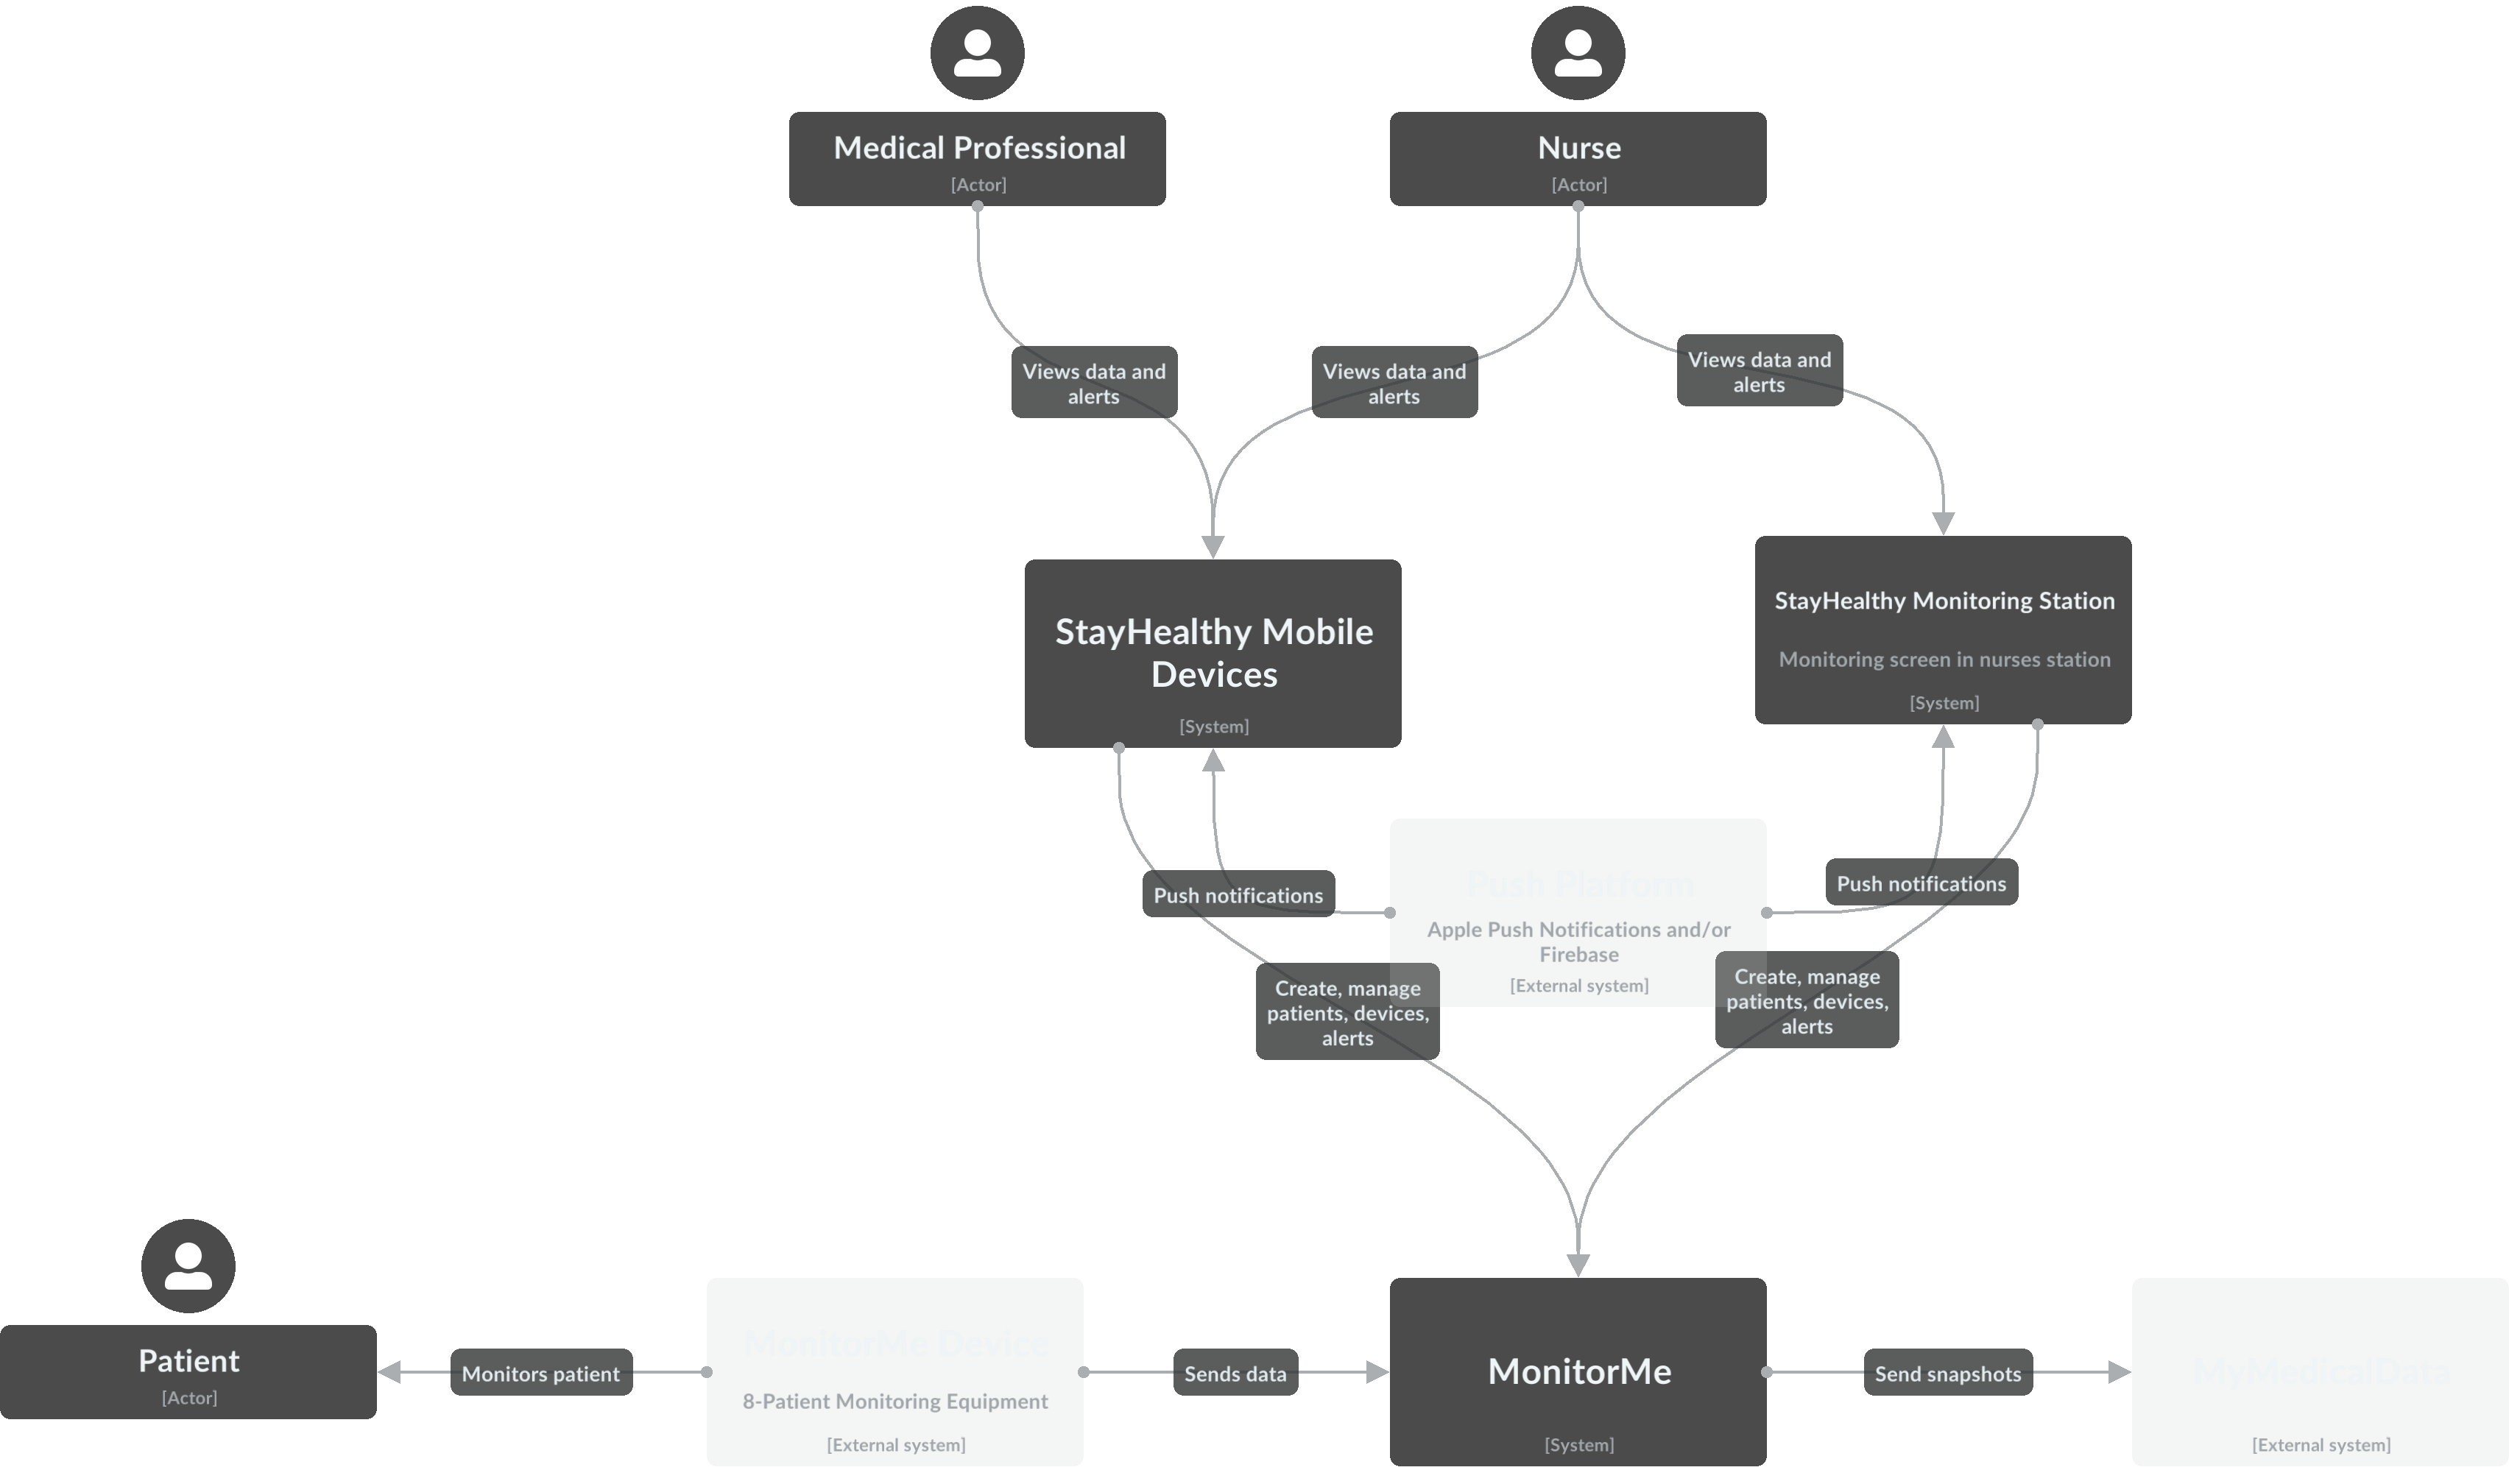 Medical Professional
[Actor]
Nurse
[Actor]
Views data and
alerts
Views data and
alerts
Views data and
alerts
StayHealthy Mobile
Devices
[System]
StayHealthy Monitoring Station
Monitoring screen in nurses station
[System]
Push Platform
Apple Push Notifications and/or
Firebase
[External system]
Push notifications
Push notifications
Create, manage
patients, devices,
alerts
Create, manage
patients, devices,
alerts
Patient
[Actor]
Monitors patient
MonitorMe Device
8-Patient Monitoring Equipment
[External system]
Sends data
MonitorMe
[System]
Send snapshots
[External system]